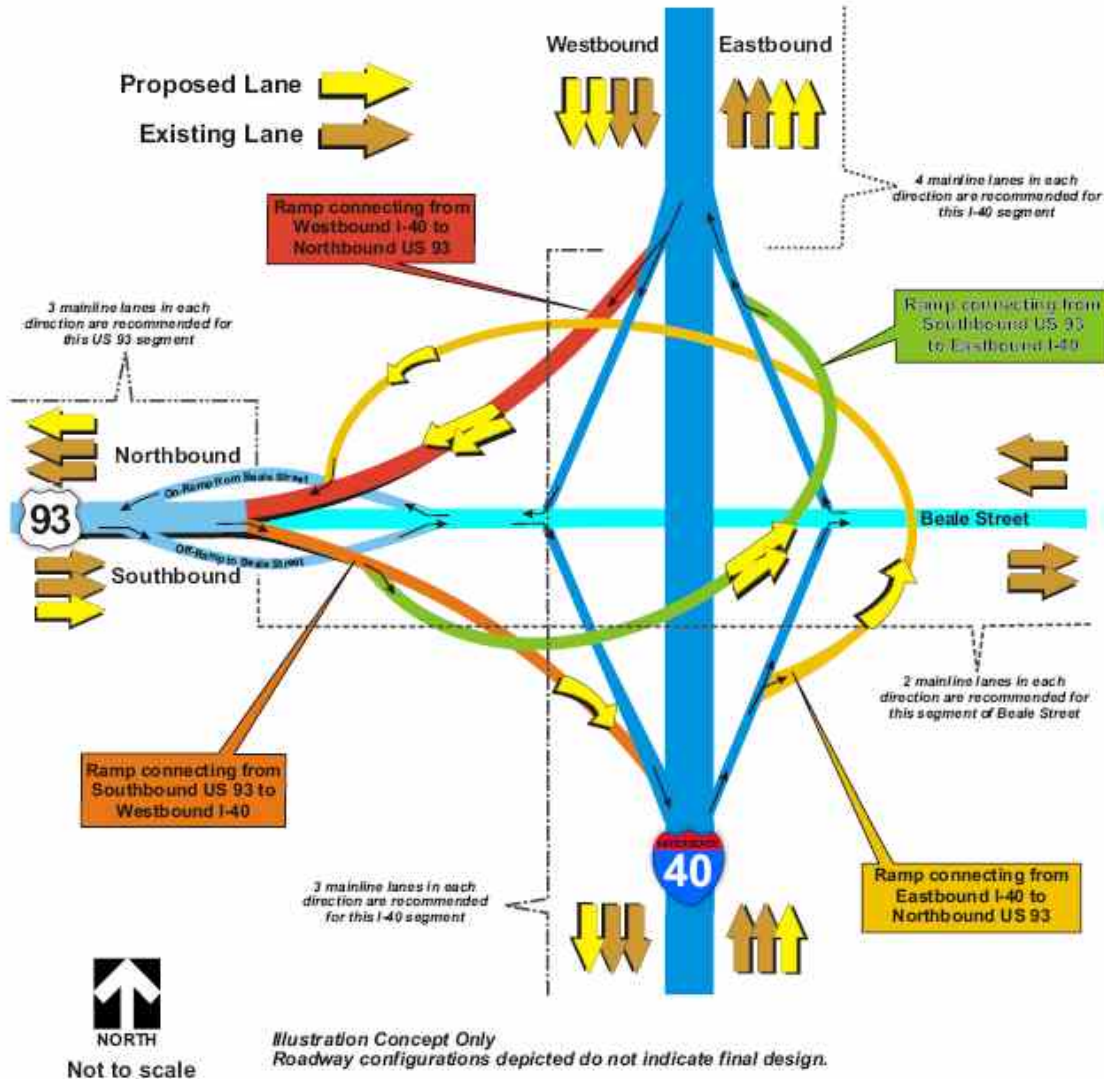 Westbound
Eastbound
Proposed Lane
Existing Lane
4 mainline lanes in each
direction are recommended for
this I-40 segment
Ramp connecting from
Westbound I-40 to
Northbound US 93
3 mainline lanes in each
direction are recommended for
this US 93 segment
Ramp connecting from
Southbound US 93
to Eastbound I-40
Northbound
On-Ramp from Beale Street
93
Beale Street
Off-Ramp to Beale Street
Southbound
2 mainline lanes in each
direction are recommended for
this segment of Beale Street
Ramp connecting from
Southbound US 93 to
Westbound I-40
INTERSTATE
40
Ramp connecting from
Eastbound I-40 to
Northbound US 93
3 mainline lanes in each
direction are recommended
for this I-40 segment
NORTH
Not to scale
Illustration Concept Only
Roadway configurations depicted do not indicate final design.